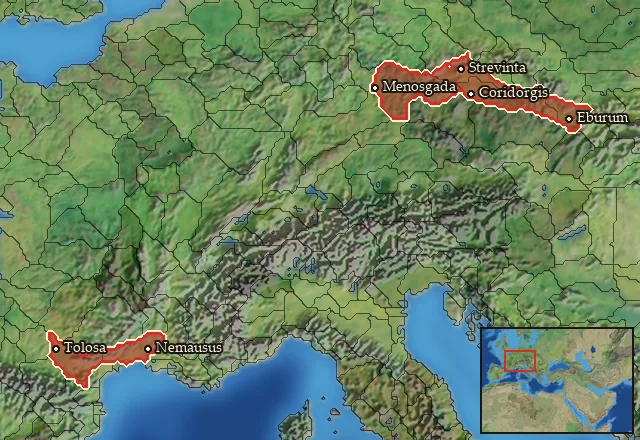 Strevinta
Menosgada
Coridorgis
Eburum
Tolosa
Nemausus